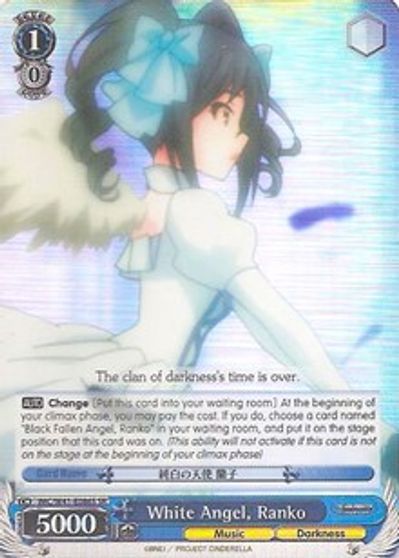 1
0
The clan of darkness's time is over.
AUTO Change [Put this card into your waiting room] At the beginning of
your climax phase, you may pay the cost. If you do, choose a card named
"Black Fallen Angel, Ranko" in your waiting room, and put it on the stage
position that this card was on. (This ability will not activate if this card is not
on the stage at the beginning of your climax phase)
Card Name
純白の天使 蘭子
5000
White Angel, Ranko
Music
Darkness
©BNEI / PROJECT CINDERELLA